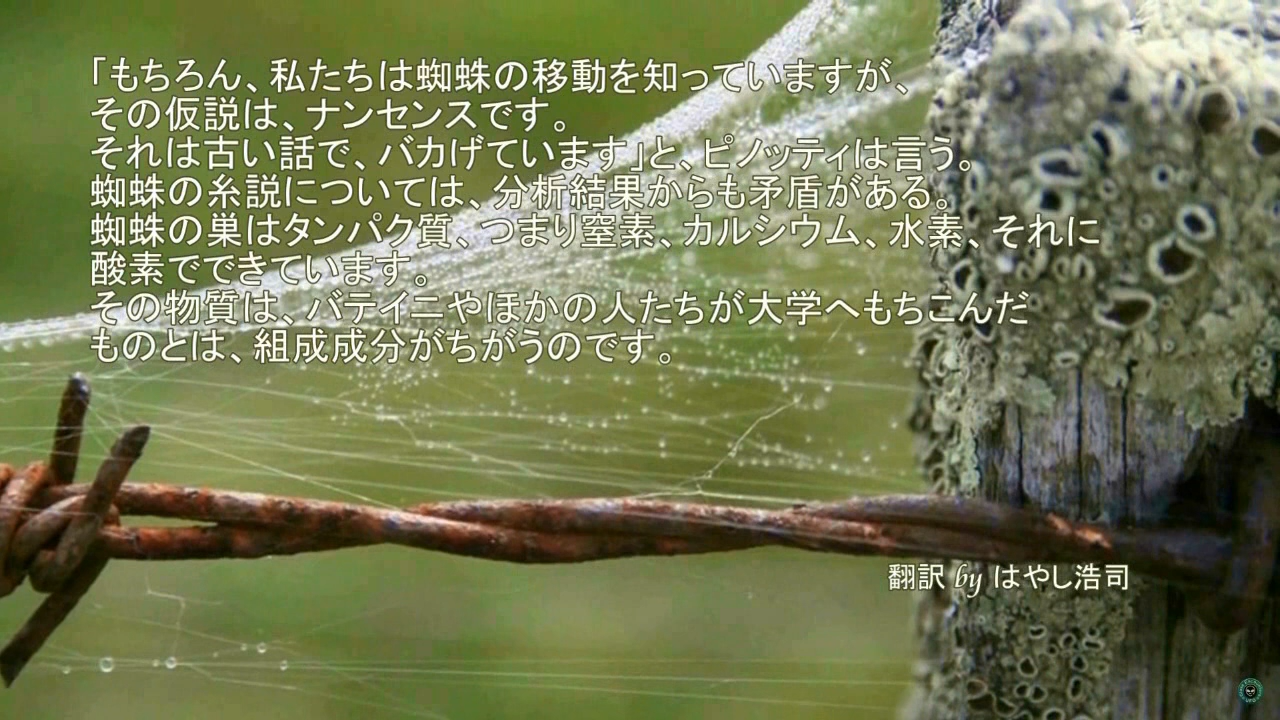 「もちろん、私たちは蜘蛛の移動を知っていますが、
その仮説は、ナンセンスです。
それは古い話で、バカげています」と、ピノッティは言う。
蜘蛛の糸説については、分析結果からも矛盾がある。
蜘蛛の巣はタンパク質、つまり窒素、カルシウム、水素、それに
酸素でできています。
その物質は、バテイニやほかの人たちが大学へもちこんだ
ものとは、組成成分がちがうのです。
翻訳 by はやし浩司